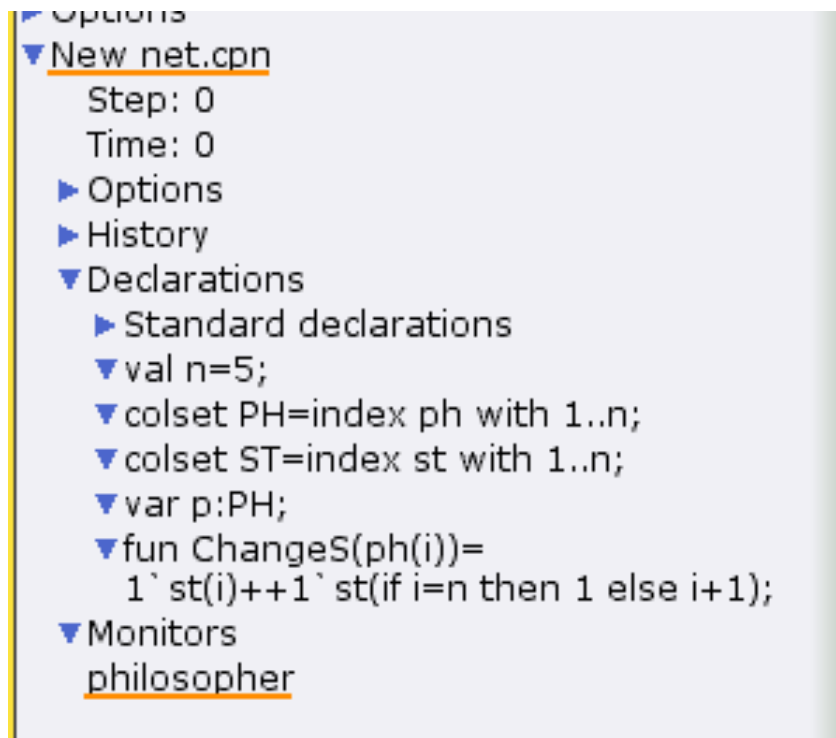 Options
New net.cpn
Step: 0
Time: 0
Options
History
Declarations
Standard declarations
val n=5;
colset PH=index ph with 1..n;
colset ST=index st with 1..n;
var p:PH;
fun ChangeS(ph(i))=
1`st(i)++1`st(if i=n then 1 else i+1);
Monitors
philosopher